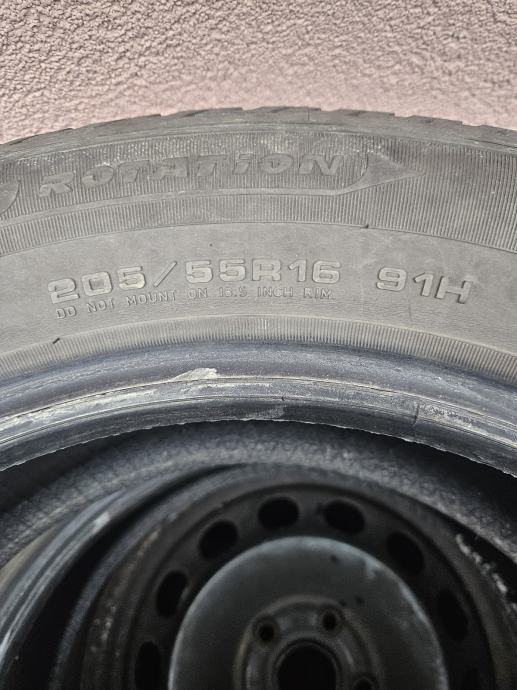 ROTATION
205/55R16 91H
DO NOT MOUNT ON 16.5 INCH RIM